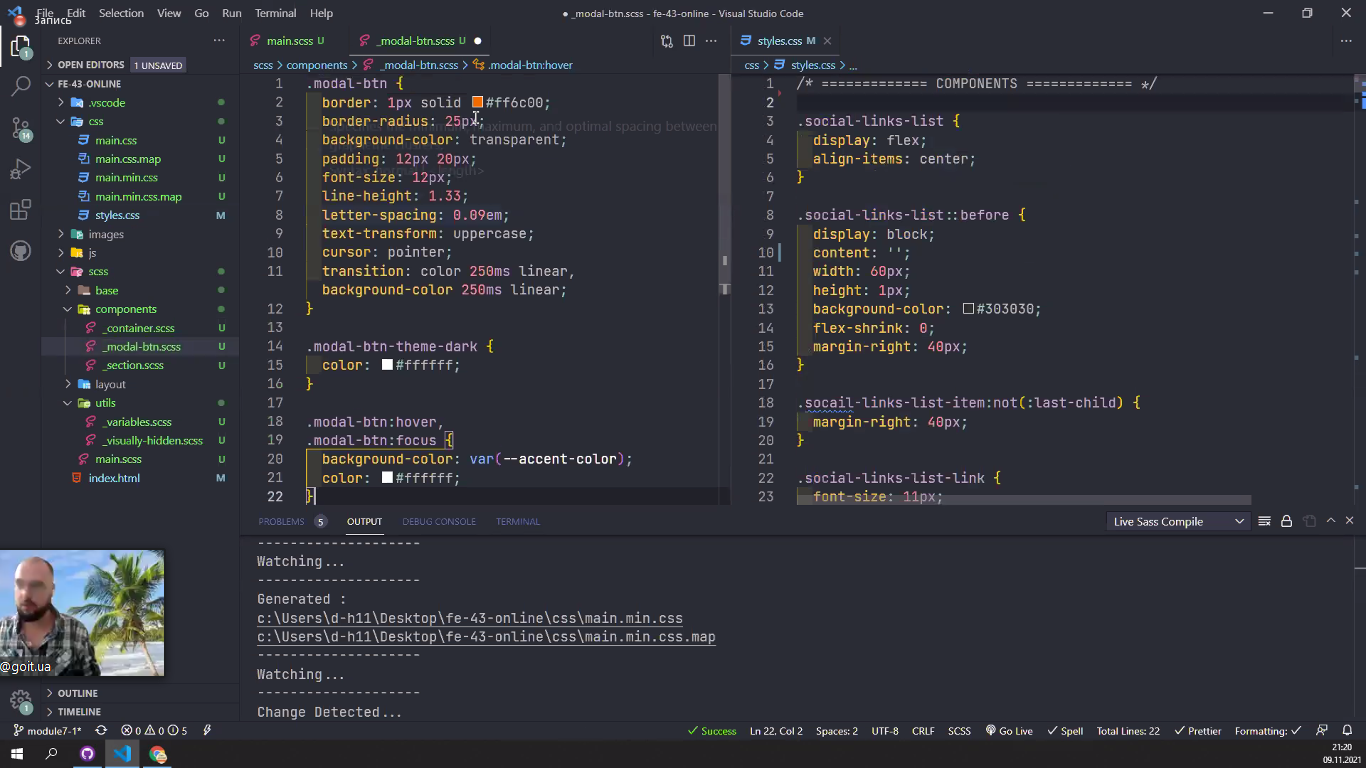 File Edit Selection View Go Run Terminal Help
● _modal-btn.scss - fe-43-online - Visual Studio Code
Запись
EXPLORER
main.scss U
_modal-btn.scss U
styles.css M
OPEN EDITORS 1 UNSAVED
scss > components > _modal-btn.scss > .modal-btn:hover
css > styles.css > ...
FE-43-ONLINE
.vscode
css
main.css U
main.css.map U
main.min.css U
main.min.css.map U
styles.css M
images
js
scss
base
components
_container.scss U
_modal-btn.scss U
_section.scss U
layout
utils
_variables.scss U
_visually-hidden.scss U
main.scss U
index.html
OUTLINE
TIMELINE
1 .modal-btn {
2 border: 1px solid #ff6c00;
3 border-radius: 25px;
4 background-color: transparent;
5 padding: 12px 20px;
6 font-size: 12px;
7 line-height: 1.33;
8 letter-spacing: 0.09em;
9 text-transform: uppercase;
10 cursor: pointer;
11 transition: color 250ms linear,
background-color 250ms linear;
12 }
13
14 .modal-btn-theme-dark {
15 color: #ffffff;
16 }
17
18 .modal-btn:hover,
19 .modal-btn:focus {
20 background-color: var(--accent-color);
21 color: #ffffff;
22 }
1 /* ============ COMPONENTS ============= */
2
3 .social-links-list {
4 display: flex;
5 align-items: center;
6 }
7
8 .social-links-list::before {
9 display: block;
10 content: '';
11 width: 60px;
12 height: 1px;
13 background-color: #303030;
14 flex-shrink: 0;
15 margin-right: 40px;
16 }
17
18 .socail-links-list-item:not(:last-child) {
19 margin-right: 40px;
20 }
21
22 .social-links-list-link {
23 font-size: 11px;
PROBLEMS 5 OUTPUT DEBUG CONSOLE TERMINAL
Live Sass Compile
--------------------
Watching...
--------------------
Generated :
c:\Users\d-h11\Desktop\fe-43-online\css\main.min.css
c:\Users\d-h11\Desktop\fe-43-online\css\main.min.css.map
--------------------
Watching...
--------------------
Change Detected...
@goit.ua
module7-1* 0 0 5
Success Ln 22, Col 2 Spaces: 2 UTF-8 CRLF SCSS Go Live Spell Total Lines: 22 Prettier Formating:
21:20
09.11.2021